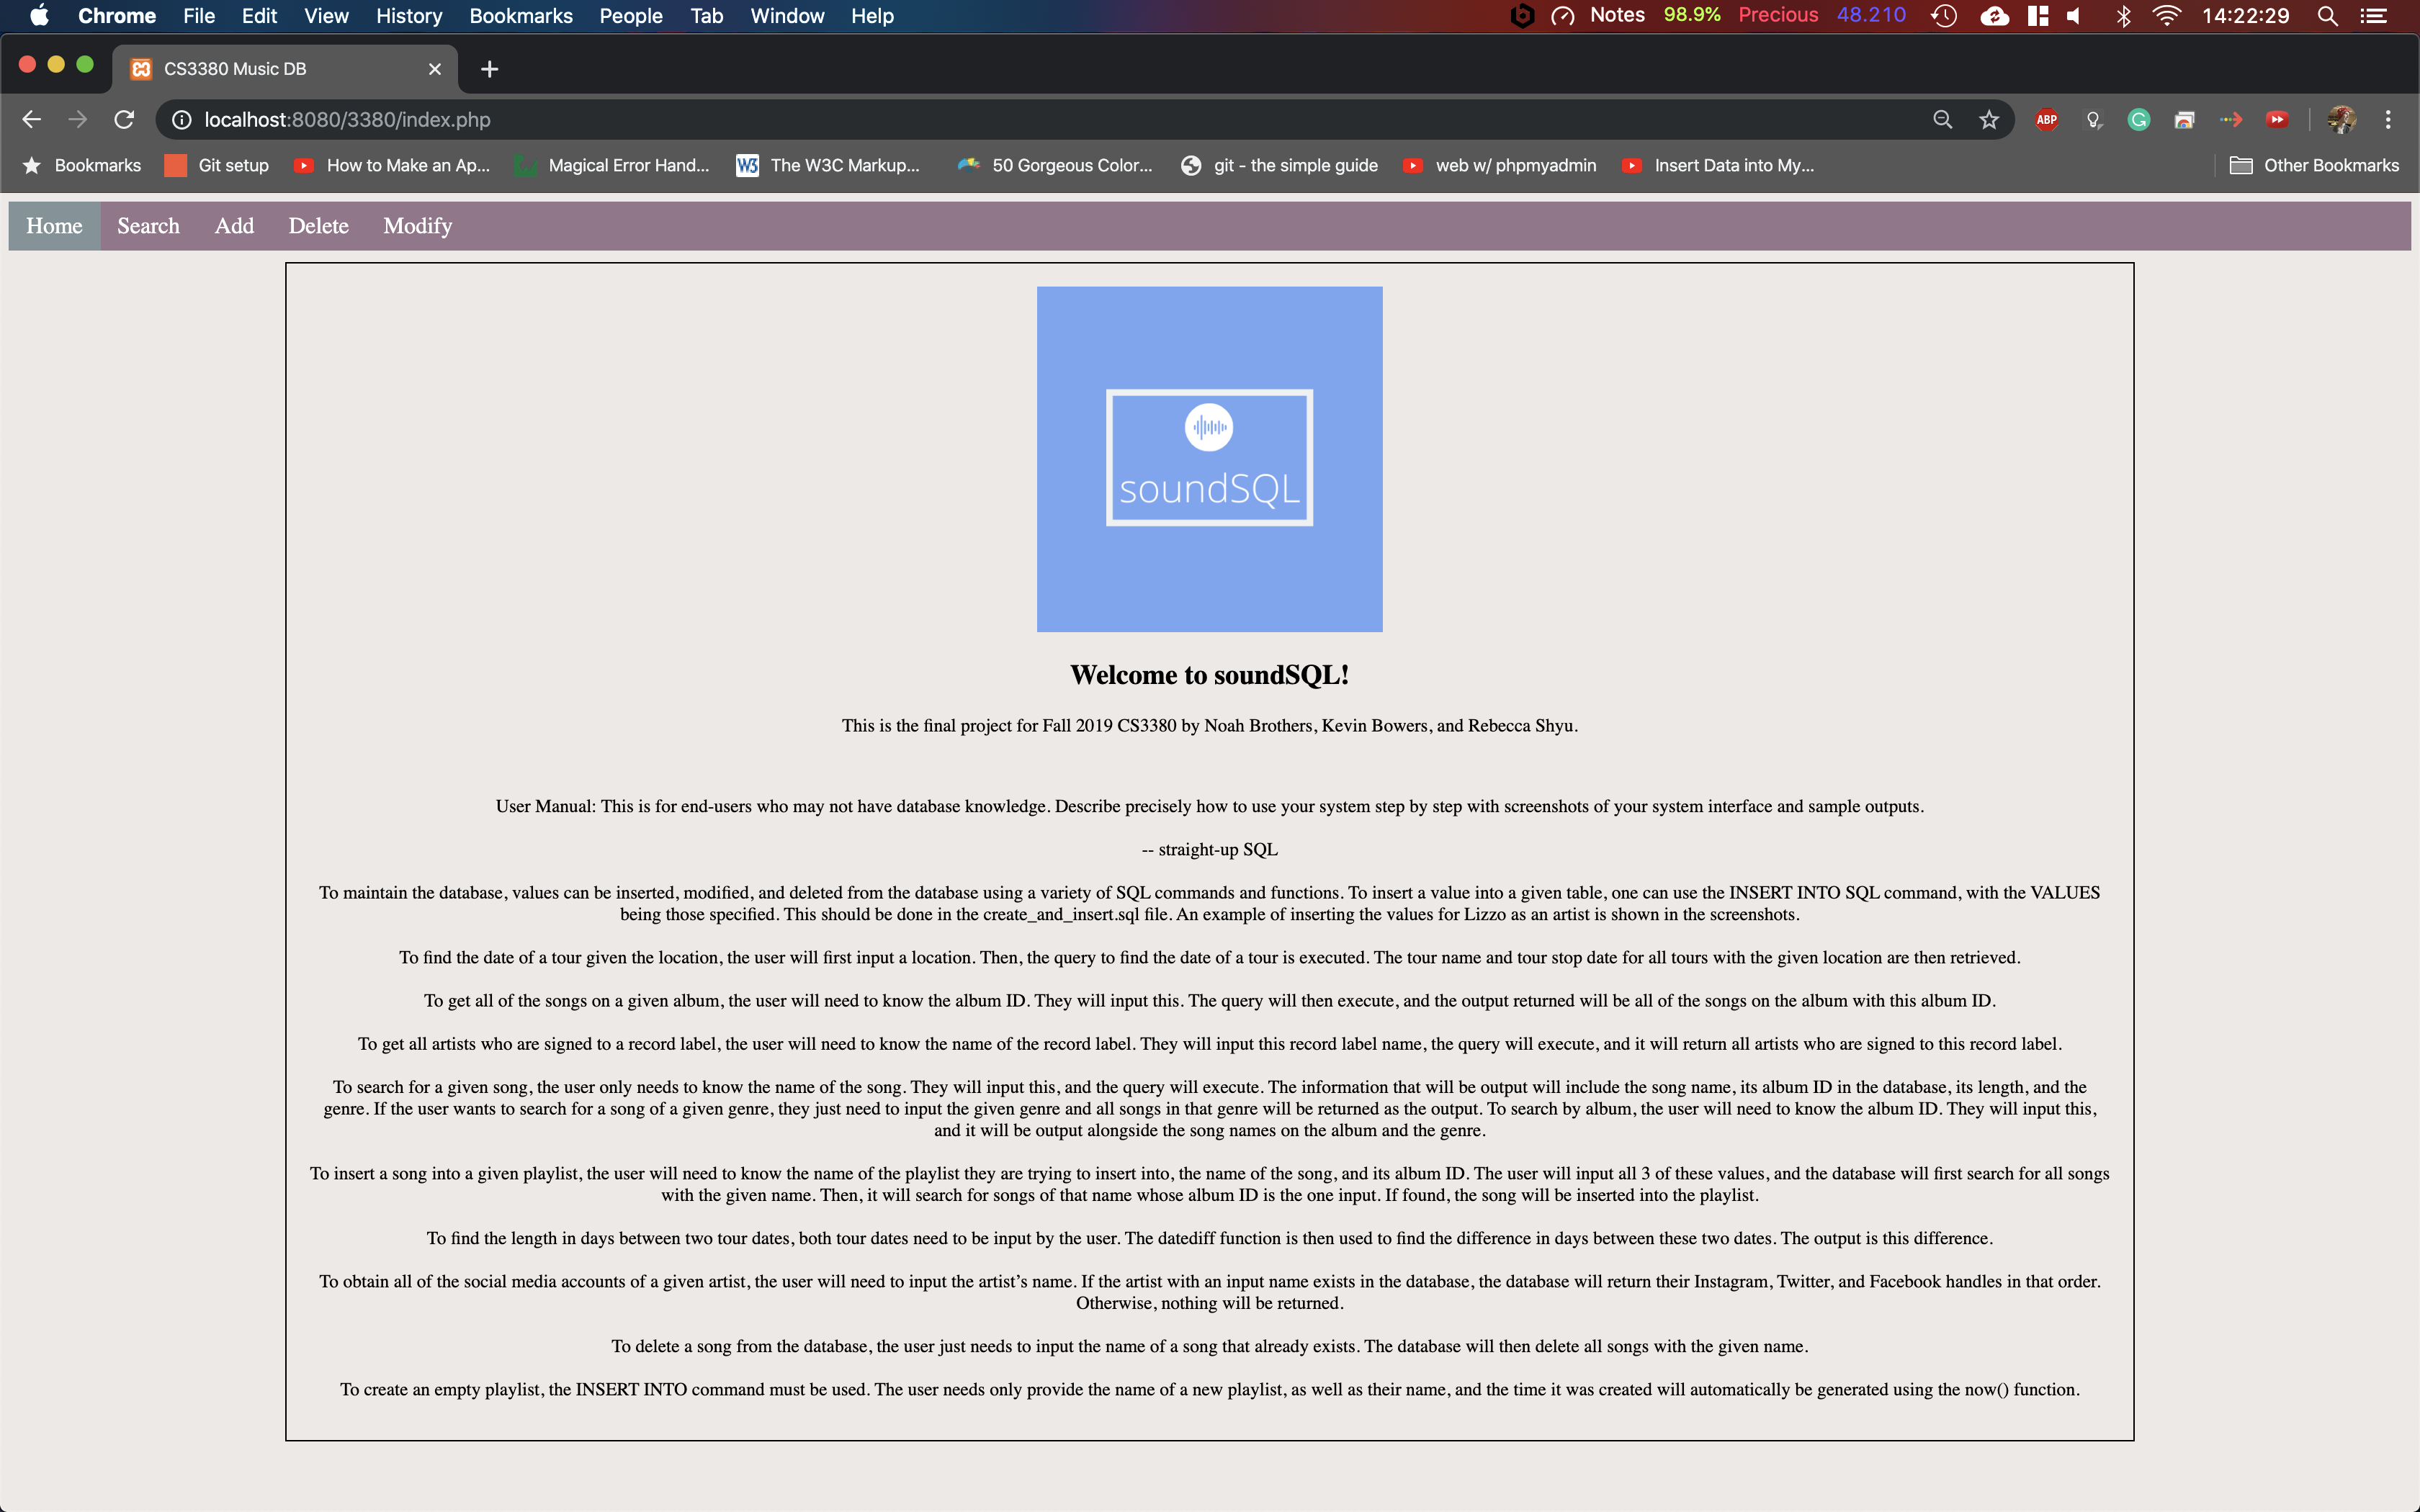 Chrome File Edit View History Bookmarks People Tab Window Help Notes 98.9% Precious 48.210 14:22:29
CS3380 Music DB
localhost:8080/3380/index.php
ABP
Bookmarks Git setup How to Make an Ap... Magical Error Hand... W3 The W3C Markup... 50 Gorgeous Color... git - the simple guide web w/ phpmyadmin Insert Data into My... Other Bookmarks
Home Search Add Delete Modify
soundSQL
Welcome to soundSQL!
This is the final project for Fall 2019 CS3380 by Noah Brothers, Kevin Bowers, and Rebecca Shyu.
User Manual: This is for end-users who may not have database knowledge. Describe precisely how to use your system step by step with screenshots of your system interface and sample outputs.
-- straight-up SQL
To maintain the database, values can be inserted, modified, and deleted from the database using a variety of SQL commands and functions. To insert a value into a given table, one can use the INSERT INTO SQL command, with the VALUES
being those specified. This should be done in the create_and_insert.sql file. An example of inserting the values for Lizzo as an artist is shown in the screenshots.
To find the date of a tour given the location, the user will first input a location. Then, the query to find the date of a tour is executed. The tour name and tour stop date for all tours with the given location are then retrieved.
To get all of the songs on a given album, the user will need to know the album ID. They will input this. The query will then execute, and the output returned will be all of the songs on the album with this album ID.
To get all artists who are signed to a record label, the user will need to know the name of the record label. They will input this record label name, the query will execute, and it will return all artists who are signed to this record label.
To search for a given song, the user only needs to know the name of the song. They will input this, and the query will execute. The information that will be output will include the song name, its album ID in the database, its length, and the
genre. If the user wants to search for a song of a given genre, they just need to input the given genre and all songs in that genre will be returned as the output. To search by album, the user will need to know the album ID. They will input this,
and it will be output alongside the song names on the album and the genre.
To insert a song into a given playlist, the user will need to know the name of the playlist they are trying to insert into, the name of the song, and its album ID. The user will input all 3 of these values, and the database will first search for all songs
with the given name. Then, it will search for songs of that name whose album ID is the one input. If found, the song will be inserted into the playlist.
To find the length in days between two tour dates, both tour dates need to be input by the user. The datediff function is then used to find the difference in days between these two dates. The output is this difference.
To obtain all of the social media accounts of a given artist, the user will need to input the artist’s name. If the artist with an input name exists in the database, the database will return their Instagram, Twitter, and Facebook handles in that order.
Otherwise, nothing will be returned.
To delete a song from the database, the user just needs to input the name of a song that already exists. The database will then delete all songs with the given name.
To create an empty playlist, the INSERT INTO command must be used. The user needs only provide the name of a new playlist, as well as their name, and the time it was created will automatically be generated using the now() function.